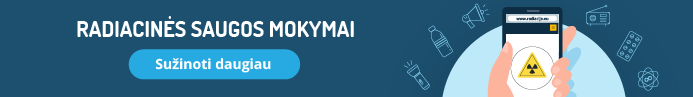 RADIACINĖS SAUGOS MOKYMAI
Sužinoti daugiau
www.radiacija.eu